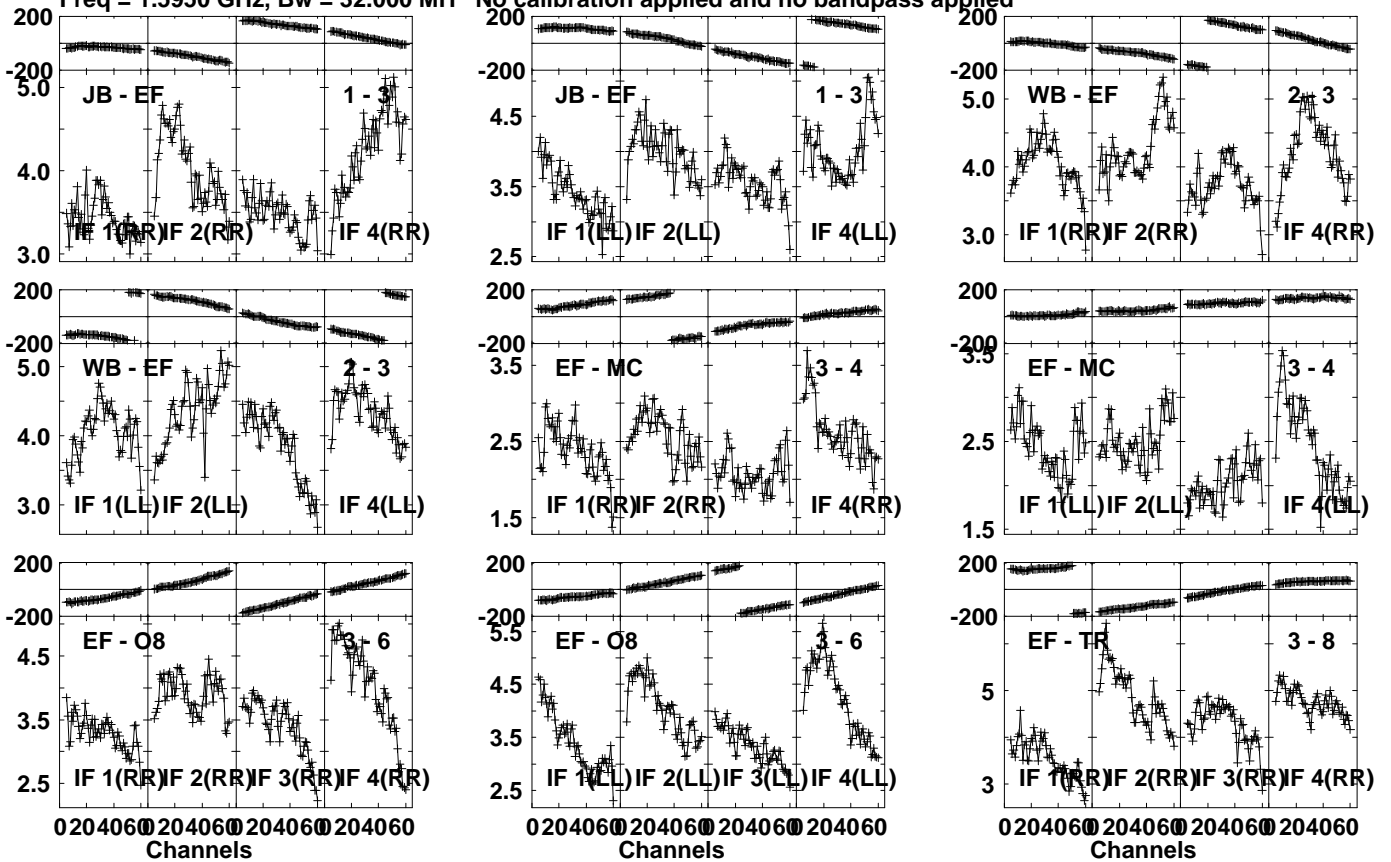 Freq = 1.5950 GHz, Bw = 32.000 MH No calibration applied and no bandpass applied
200 200 200
-200 -200
5.0 JB - EF 1 - 3 JB - EF 1 - 3 WB - EF 2 - 3
4.5 5.0
4.0 3.5 4.0
IF 1(RR) IF 2(RR) IF 4(RR) IF 1(LL) IF 2(LL) IF 4(LL) IF 1(RR) IF 2(RR) IF 4(RR)
3.0 2.5 3.0
200 200 200
-200 -200 -200
5.0 WB - EF 2 - 3 3.5 EF - MC 3 - 4 3.5 EF - MC 3 - 4
4.0 2.5 2.5
3.0 IF 1(LL) IF 2(LL) IF 4(LL) 1.5 IF 1(RR) IF 2(RR) IF 4(RR) 1.5 IF 1(LL) IF 2(LL) IF 4(LL)
200 200 200
-200 -200 -200
4.5 EF - O8 3 - 6 5.5 EF - O8 3 - 6 EF - TR 3 - 8
4.5 5
3.5 3.5
2.5 IF 1(RR) IF 2(RR) IF 3(RR) IF 4(RR) 2.5 IF 1(LL) IF 2(LL) IF 3(LL) IF 4(LL) 3 IF 1(RR) IF 2(RR) IF 3(RR) IF 4(RR)
0 20 40 60 0 20 40 60 0 20 40 60 0 20 40 60 0 20 40 60 0 20 40 60 0 20 40 60 0 20 40 60 0 20 40 60 0 20 40 60 0 20 40 60 0 20 40 60
Channels Channels Channels